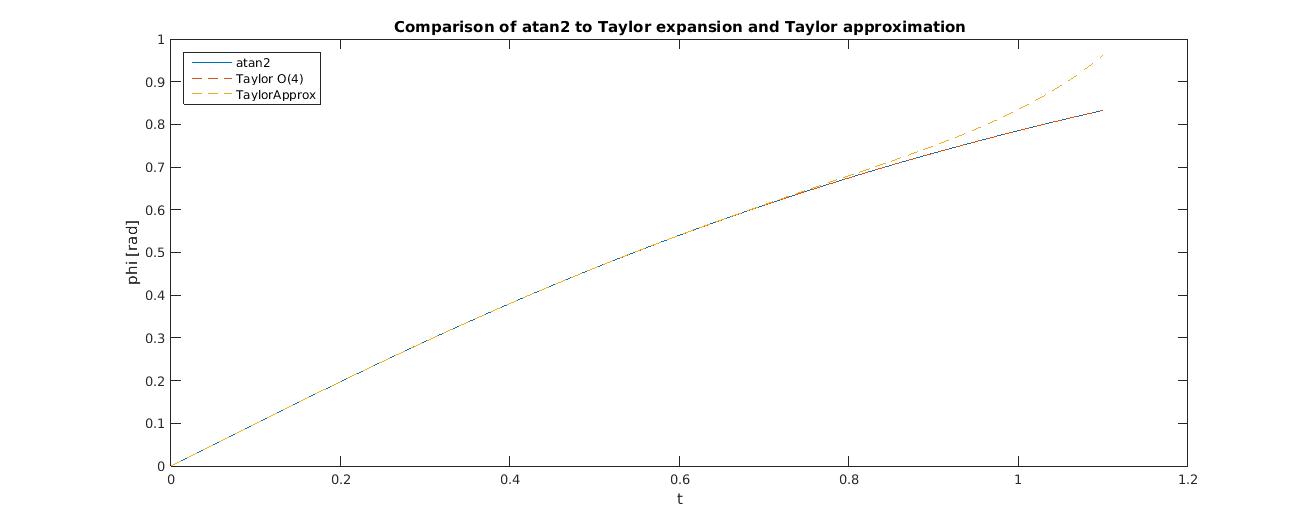 Comparison of atan2 to Taylor expansion and Taylor approximation
1
0.9
0.8
0.7
0.6
0.5
0.4
0.3
0.2
0.1
0
phi [rad]
atan2
Taylor O(4)
TaylorApprox
0 0.2 0.4 0.6 0.8 1 1.2
t